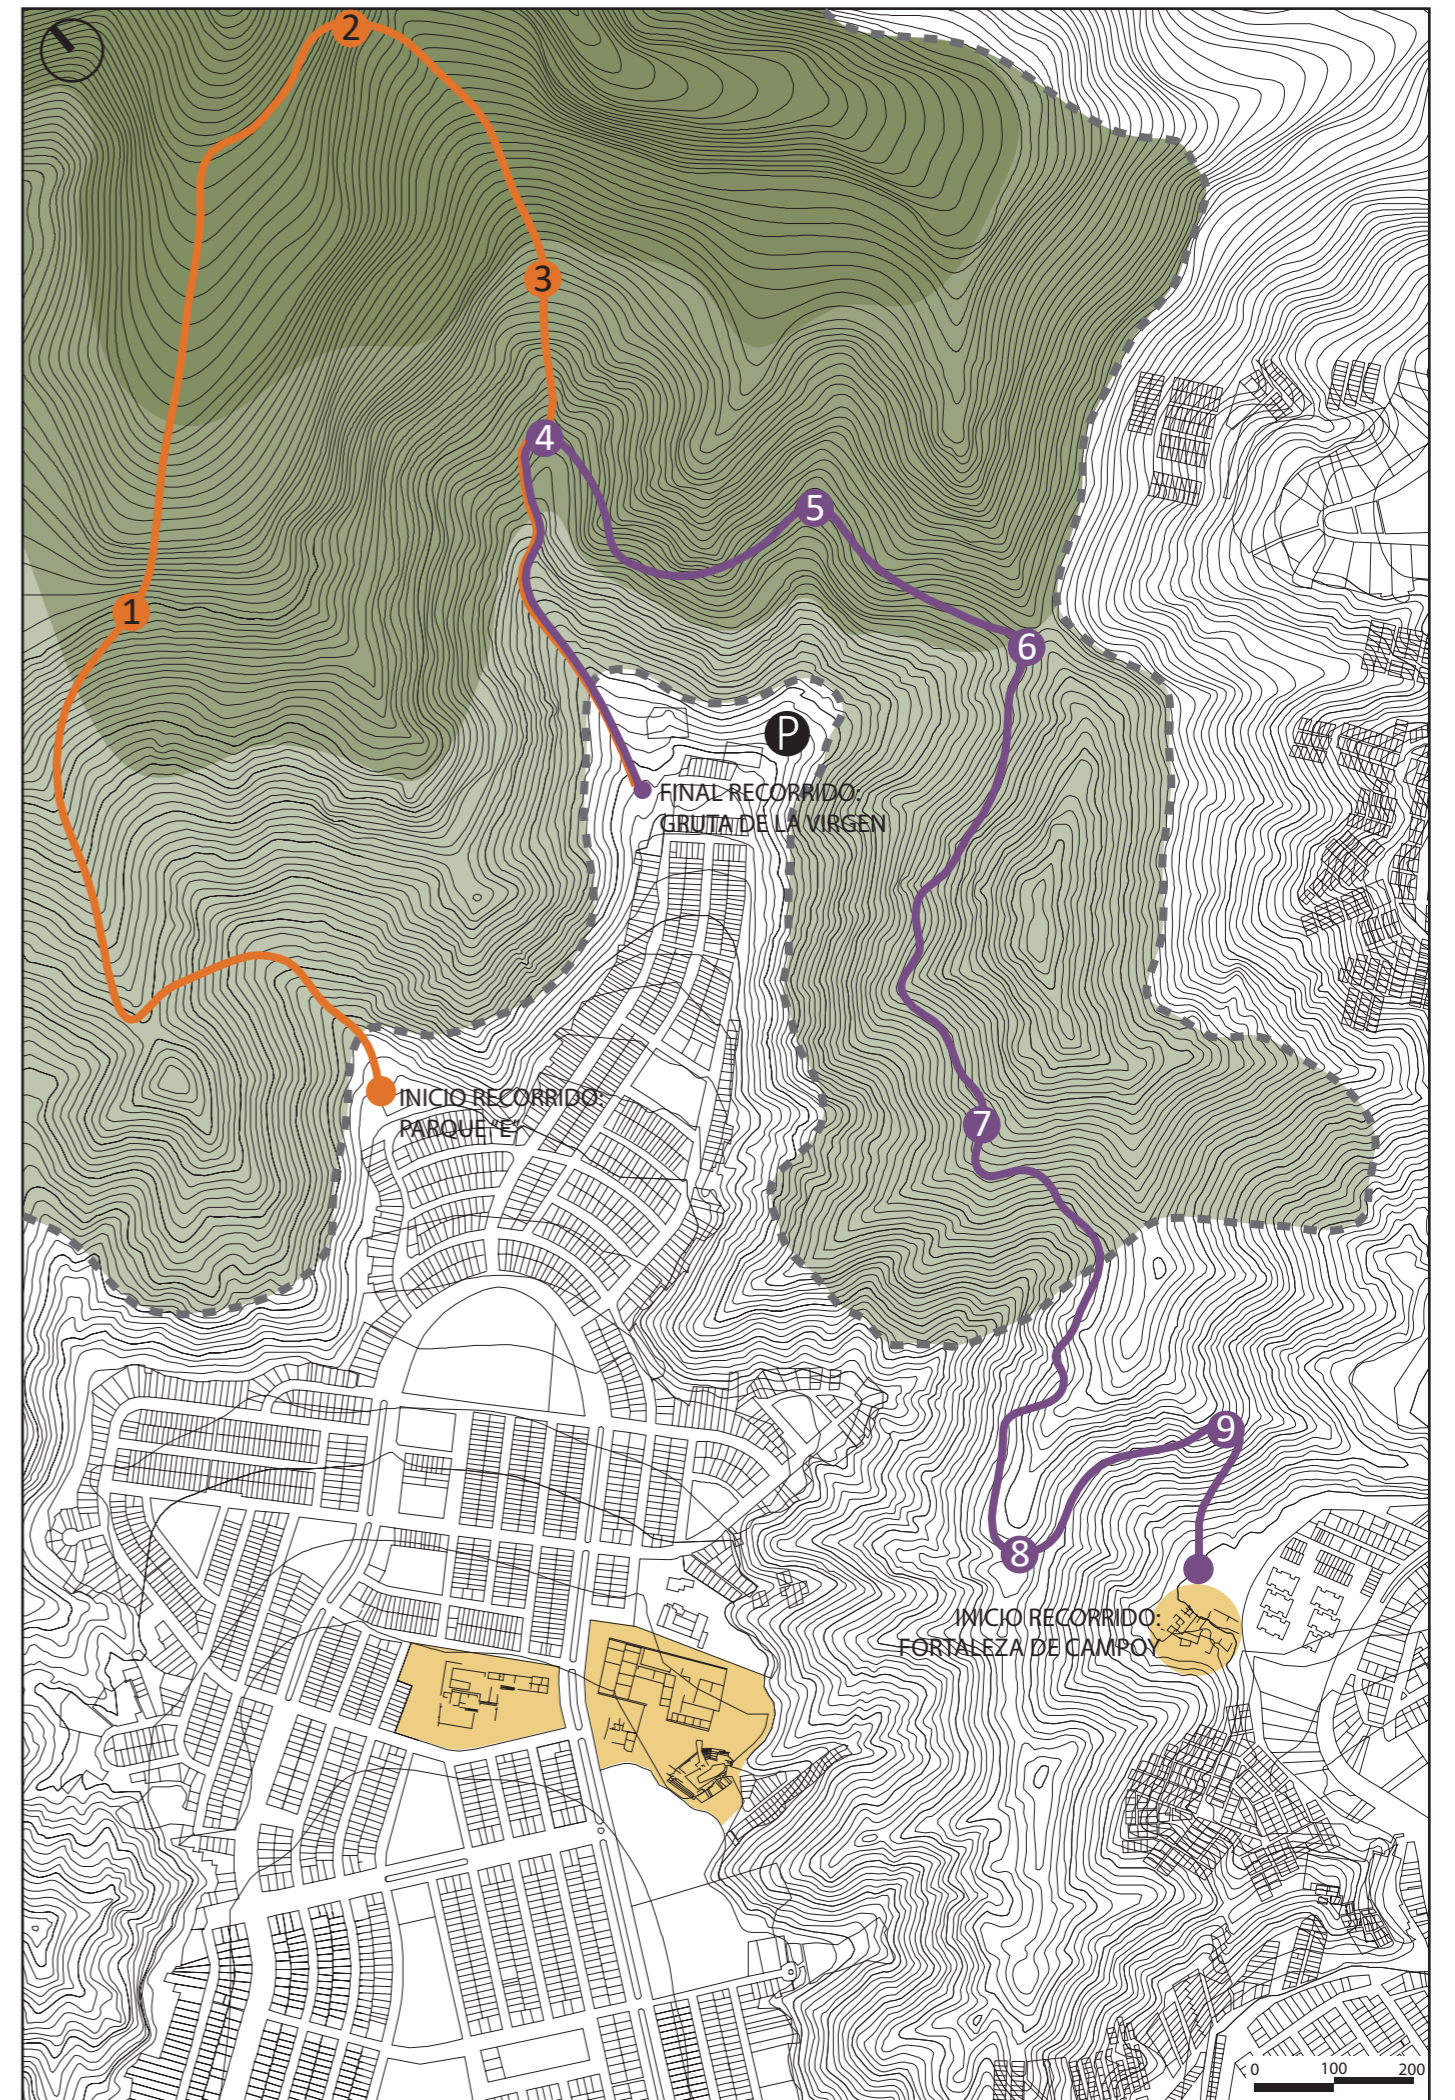 2
3
4
5
1
6
P
FINAL RECORRIDO:
GRUTA DE LA VIRGEN
INICIO RECORRIDO:
PARQUE "E"
7
9
8
INICIO RECORRIDO:
FORTALEZA DE CAMPOY
0 100 200